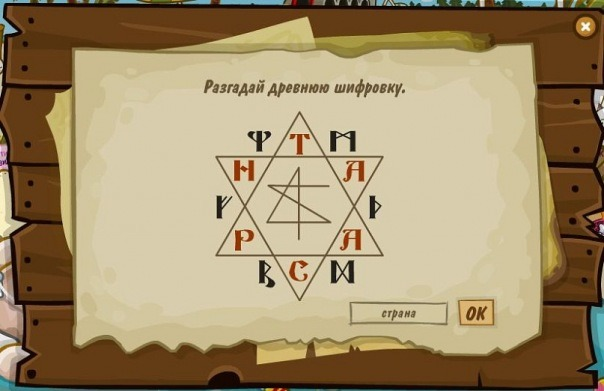 Разгадай древнюю шифровку.
Ѱ Т ᛗ
Н А
ᚠ ᚦ
Р А
ᛒ С ᛞ
страна OK